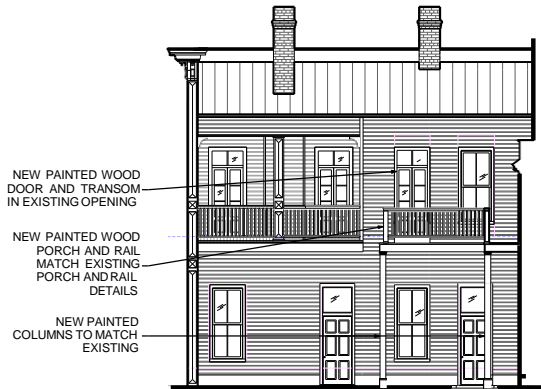 NEW PAINTED WOOD
DOOR AND TRANSOM
IN EXISTING OPENING
NEW PAINTED WOOD
PORCH AND RAIL
MATCH EXISTING
PORCH AND RAIL
DETAILS
NEW PAINTED
COLUMNS TO MATCH
EXISTING